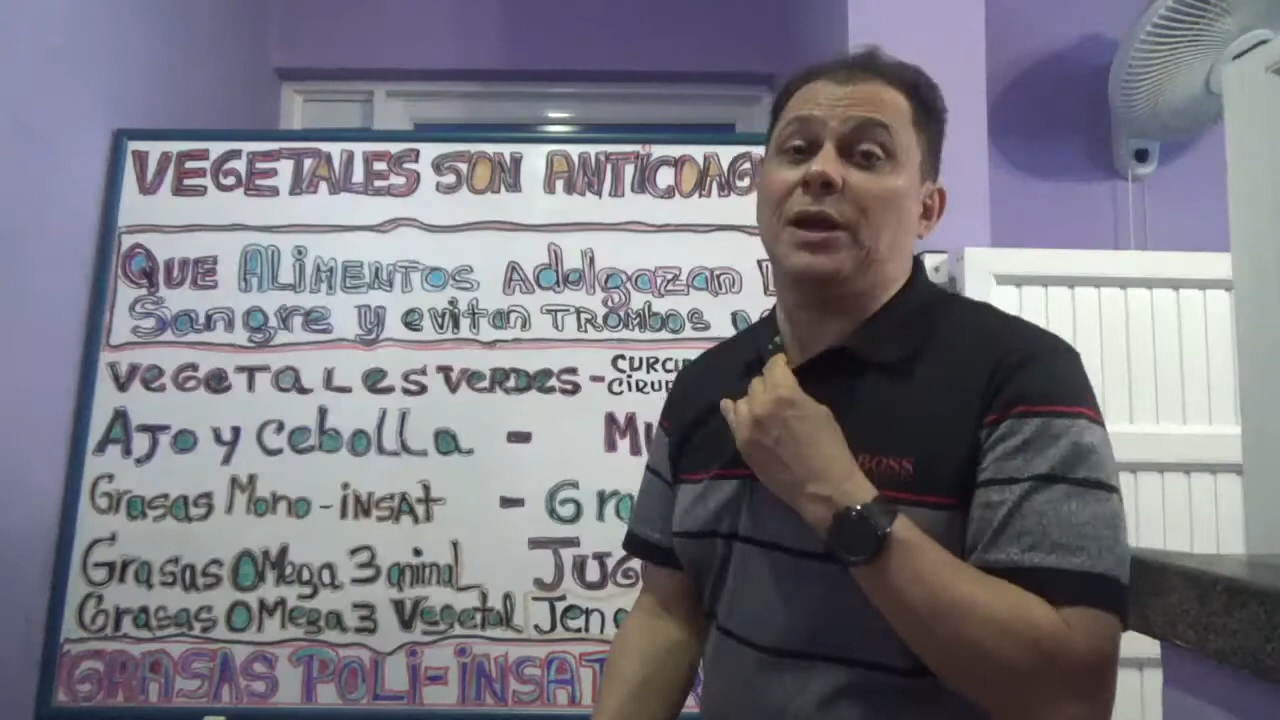 VEGETALES SON ANTICOAG
QUE ALIMENTOS AdElgazan
Sangre y evitan TROMBOS
VEGETALES VERDES - CURCU
CIRUE
AJo y CEbolla - MU
Grasas Mono-iNSAT - Gra
Grasas OMega 3 animaL JUG
Grasas OMega 3 Vegetal Jen
GRASAS POLi-iNSAT
BOSS